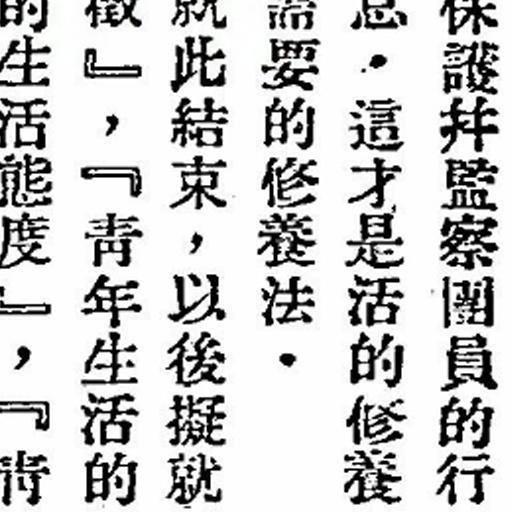 保護幷監察團員的行
息．這才是活的修養
需要的修養法．
就此結束，以後擬就
徵』，『靑年生活的
的生活態度』，『靑